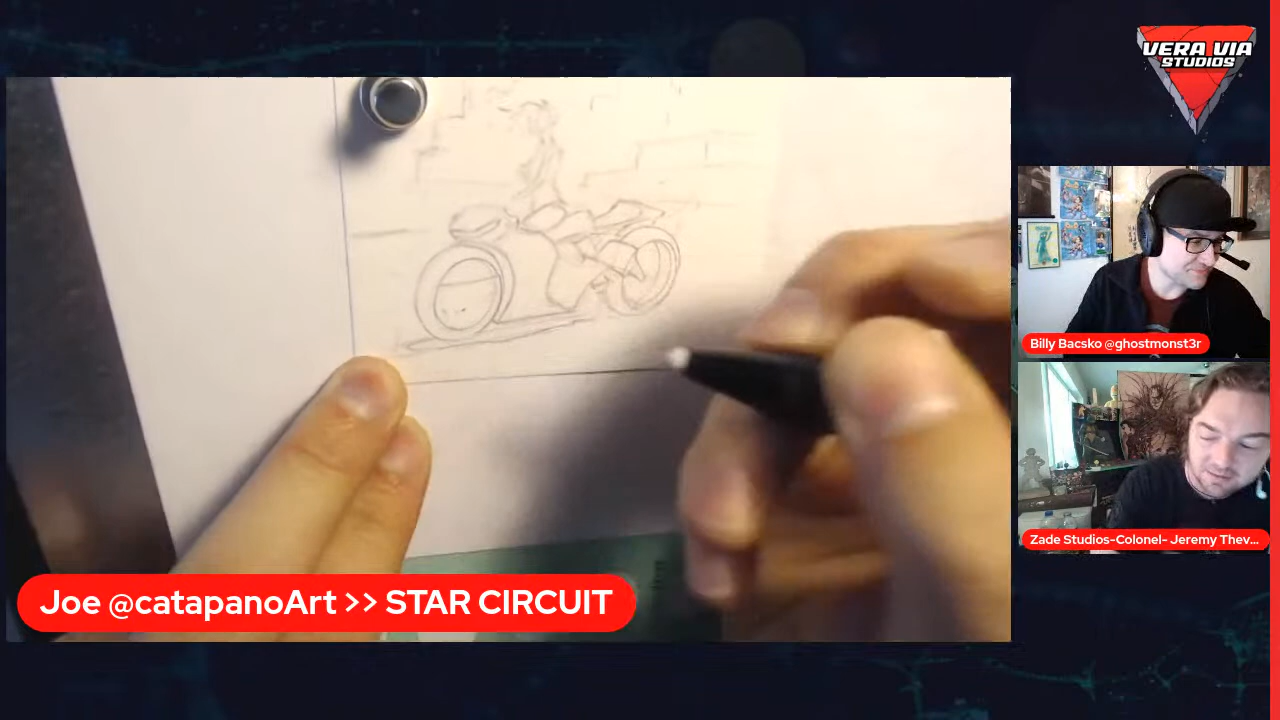 VERA VIA
STUDIOS
Billy Bacsko @ghostmonst3r
Zade Studios-Colonel- Jeremy Thev...
Joe @catapanoArt >> STAR CIRCUIT